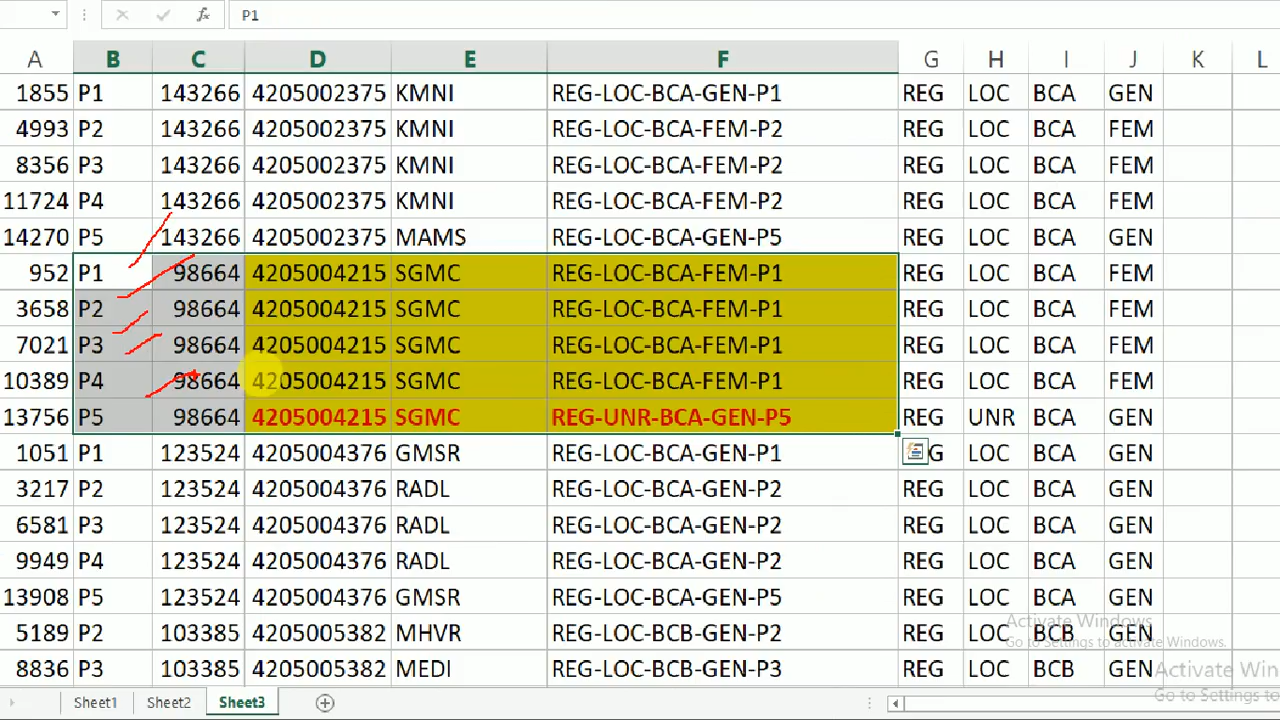 P1
A B C D E F G H I J K L
1855 P1 143266 4205002375 KMNI REG-LOC-BCA-GEN-P1 REG LOC BCA GEN
4993 P2 143266 4205002375 KMNI REG-LOC-BCA-FEM-P2 REG LOC BCA FEM
8356 P3 143266 4205002375 KMNI REG-LOC-BCA-FEM-P2 REG LOC BCA FEM
11724 P4 143266 4205002375 KMNI REG-LOC-BCA-FEM-P2 REG LOC BCA FEM
14270 P5 143266 4205002375 MAMS REG-LOC-BCA-GEN-P5 REG LOC BCA GEN
952 P1 98664 4205004215 SGMC REG-LOC-BCA-FEM-P1 REG LOC BCA FEM
3658 P2 98664 4205004215 SGMC REG-LOC-BCA-FEM-P1 REG LOC BCA FEM
7021 P3 98664 4205004215 SGMC REG-LOC-BCA-FEM-P1 REG LOC BCA FEM
10389 P4 98664 4205004215 SGMC REG-LOC-BCA-FEM-P1 REG LOC BCA FEM
13756 P5 98664 4205004215 SGMC REG-UNR-BCA-GEN-P5 REG UNR BCA GEN
1051 P1 123524 4205004376 GMSR REG-LOC-BCA-GEN-P1 G LOC BCA GEN
3217 P2 123524 4205004376 RADL REG-LOC-BCA-GEN-P2 REG LOC BCA GEN
6581 P3 123524 4205004376 RADL REG-LOC-BCA-GEN-P2 REG LOC BCA GEN
9949 P4 123524 4205004376 RADL REG-LOC-BCA-GEN-P2 REG LOC BCA GEN
13908 P5 123524 4205004376 GMSR REG-LOC-BCA-GEN-P5 REG LOC BCA GEN
5189 P2 103385 4205005382 MHVR REG-LOC-BCB-GEN-P2 REG LOC BCB GEN
8836 P3 103385 4205005382 MEDI REG-LOC-BCB-GEN-P3 REG LOC BCB GEN
Activate Windows
Go to Settings to activate Windows.
Activate Win
Go to Settings to
Sheet1 Sheet2 Sheet3